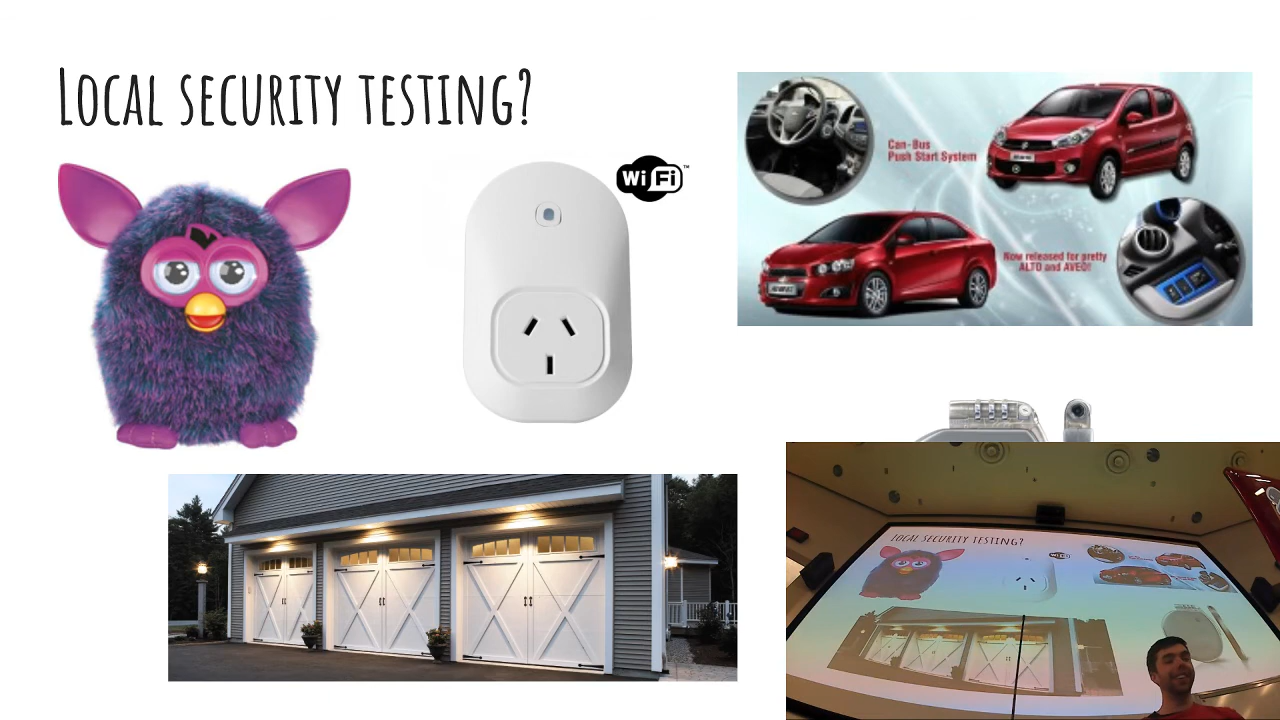 Local security testing?
WiFi™
Can-Bus
Push Start System
Now released for pretty
ALTO and AVEO!
Local security testing?
WiFi